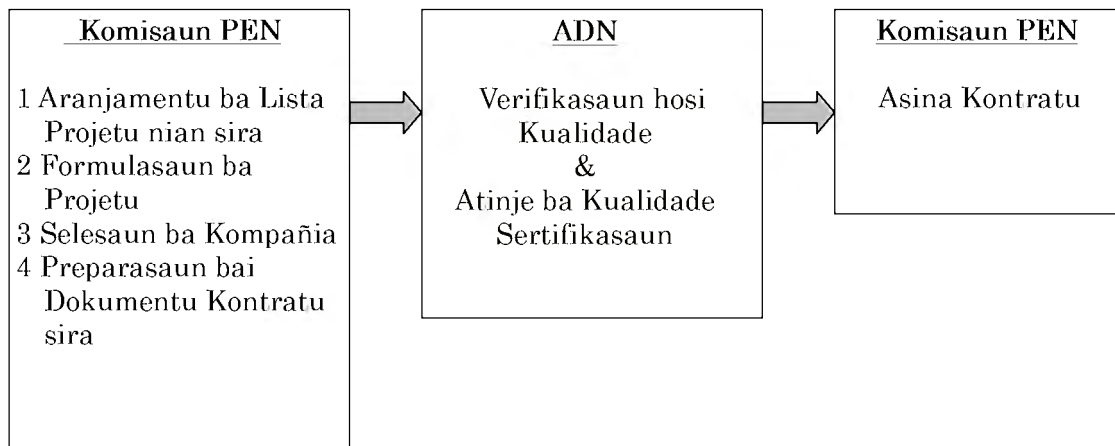 Komisaun PEN
1 Aranjamentu ba Lista
Projetu nian sira
2 Formulasaun ba
Projetu
3 Selesaun ba Kompañia
4 Preparasaun bai
Dokumentu Kontratu
sira
ADN
Verifikasaun hosi
Kualidade
&
Atinje ba Kualidade
Sertifikasaun
Komisaun PEN
Asina Kontratu